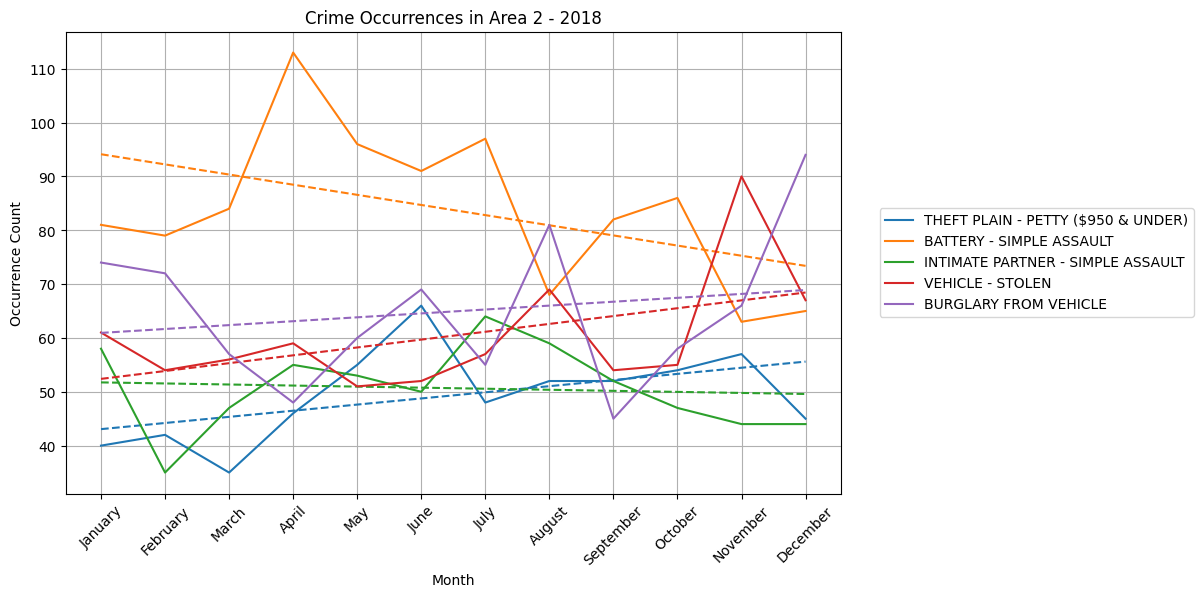 Crime Occurrences in Area 2 - 2018
Occurrence Count
110
100
90
80
70
60
50
40
January
February
March
April
May
June
July
August
September
October
November
December
Month
THEFT PLAIN - PETTY ($950 & UNDER)
BATTERY - SIMPLE ASSAULT
INTIMATE PARTNER - SIMPLE ASSAULT
VEHICLE - STOLEN
BURGLARY FROM VEHICLE